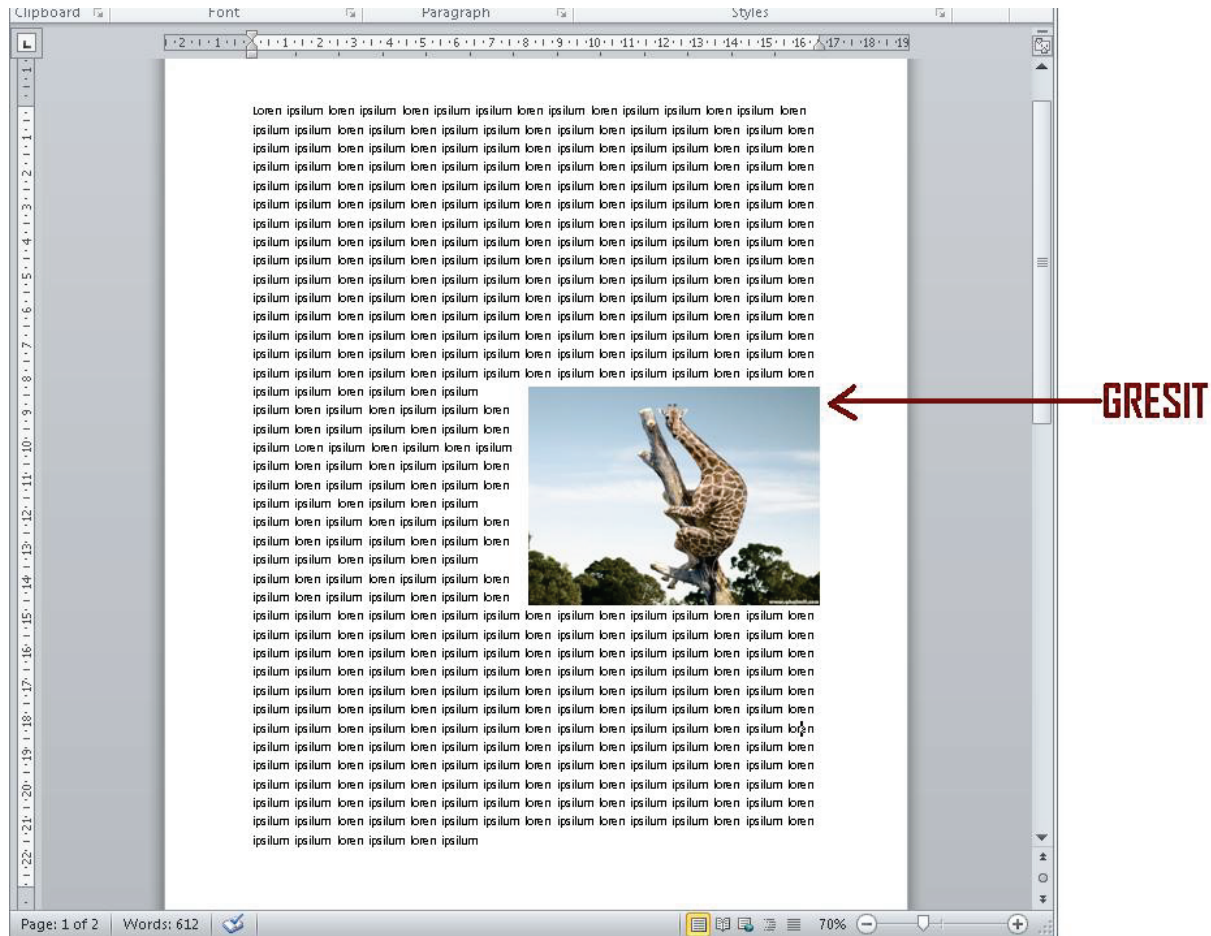 Clipboard Font Paragraph Styles
2 1 1 2 3 4 5 6 7 8 9 10 11 12 13 14 15 16 17 18 19
Loren ipsilum loren ipsilum loren ipsilum ipsilum loren ipsilum loren ipsilum ipsilum loren ipsilum loren
ipsilum ipsilum loren ipsilum loren ipsilum ipsilum loren ipsilum loren ipsilum ipsilum loren ipsilum loren
ipsilum ipsilum loren ipsilum loren ipsilum ipsilum loren ipsilum loren ipsilum ipsilum loren ipsilum loren
ipsilum ipsilum loren ipsilum loren ipsilum ipsilum loren ipsilum loren ipsilum ipsilum loren ipsilum loren
ipsilum ipsilum loren ipsilum loren ipsilum ipsilum loren ipsilum loren ipsilum ipsilum loren ipsilum loren
ipsilum ipsilum loren ipsilum loren ipsilum ipsilum loren ipsilum loren ipsilum ipsilum loren ipsilum loren
ipsilum ipsilum loren ipsilum loren ipsilum ipsilum loren ipsilum loren ipsilum ipsilum loren ipsilum loren
ipsilum ipsilum loren ipsilum loren ipsilum ipsilum loren ipsilum loren ipsilum ipsilum loren ipsilum loren
ipsilum ipsilum loren ipsilum loren ipsilum ipsilum loren ipsilum loren ipsilum ipsilum loren ipsilum loren
ipsilum ipsilum loren ipsilum loren ipsilum ipsilum loren ipsilum loren ipsilum ipsilum loren ipsilum loren
ipsilum ipsilum loren ipsilum loren ipsilum ipsilum loren ipsilum loren ipsilum ipsilum loren ipsilum loren
ipsilum ipsilum loren ipsilum loren ipsilum ipsilum loren ipsilum loren ipsilum ipsilum loren ipsilum loren
ipsilum ipsilum loren ipsilum loren ipsilum ipsilum loren ipsilum loren ipsilum ipsilum loren ipsilum loren
ipsilum ipsilum loren ipsilum loren ipsilum ipsilum loren ipsilum loren ipsilum ipsilum loren ipsilum loren
ipsilum ipsilum loren ipsilum loren ipsilum ipsilum loren ipsilum loren ipsilum ipsilum loren ipsilum loren
ipsilum ipsilum loren ipsilum loren ipsilum
ipsilum loren ipsilum loren ipsilum ipsilum loren
ipsilum loren ipsilum loren ipsilum ipsilum loren
ipsilum Loren ipsilum loren ipsilum loren ipsilum
ipsilum loren ipsilum loren ipsilum ipsilum loren
ipsilum loren ipsilum loren ipsilum ipsilum loren
ipsilum ipsilum loren ipsilum loren ipsilum
ipsilum loren ipsilum loren ipsilum ipsilum loren
ipsilum loren ipsilum loren ipsilum ipsilum loren
ipsilum ipsilum loren ipsilum loren ipsilum
ipsilum loren ipsilum loren ipsilum ipsilum loren
ipsilum loren ipsilum loren ipsilum ipsilum loren
ipsilum ipsilum loren ipsilum loren ipsilum ipsilum loren ipsilum loren ipsilum ipsilum loren ipsilum loren
ipsilum ipsilum loren ipsilum loren ipsilum ipsilum loren ipsilum loren ipsilum ipsilum loren ipsilum loren
ipsilum ipsilum loren ipsilum loren ipsilum ipsilum loren ipsilum loren ipsilum ipsilum loren ipsilum loren
ipsilum ipsilum loren ipsilum loren ipsilum ipsilum loren ipsilum loren ipsilum ipsilum loren ipsilum loren
ipsilum ipsilum loren ipsilum loren ipsilum ipsilum loren ipsilum loren ipsilum ipsilum loren ipsilum loren
ipsilum ipsilum loren ipsilum loren ipsilum ipsilum loren ipsilum loren ipsilum ipsilum loren ipsilum loren
ipsilum ipsilum loren ipsilum loren ipsilum ipsilum loren ipsilum loren ipsilum ipsilum loren ipsilum loren
ipsilum ipsilum loren ipsilum loren ipsilum ipsilum loren ipsilum loren ipsilum ipsilum loren ipsilum loren
ipsilum ipsilum loren ipsilum loren ipsilum ipsilum loren ipsilum loren ipsilum ipsilum loren ipsilum loren
ipsilum ipsilum loren ipsilum loren ipsilum ipsilum loren ipsilum loren ipsilum ipsilum loren ipsilum loren
ipsilum ipsilum loren ipsilum loren ipsilum ipsilum loren ipsilum loren ipsilum ipsilum loren ipsilum loren
ipsilum ipsilum loren ipsilum loren ipsilum ipsilum loren ipsilum loren ipsilum ipsilum loren ipsilum loren
ipsilum ipsilum loren ipsilum loren ipsilum
GRESIT
Page: 1 of 2 Words: 612 70%